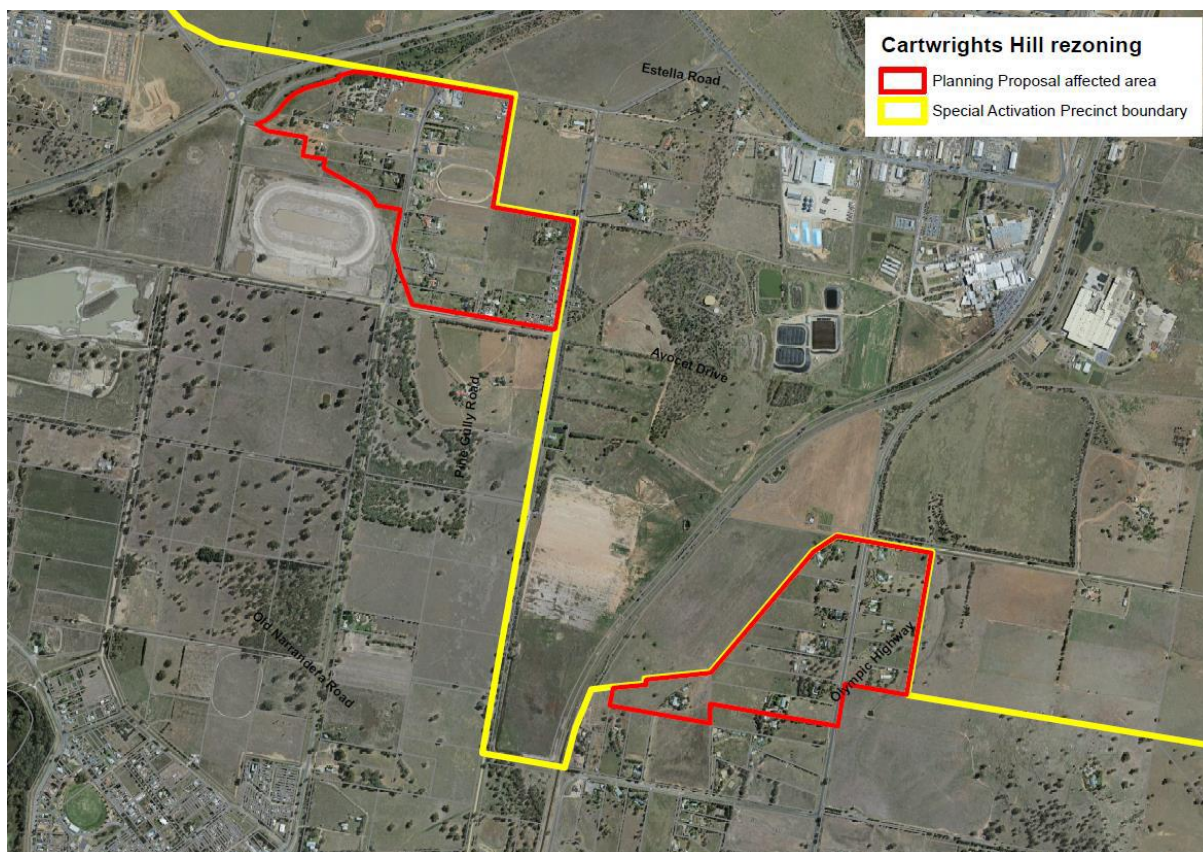 Cartwrights Hill rezoning
Planning Proposal affected area
Special Activation Precinct boundary
Estella Road
Avocet Drive
Pine Gully Road
Old Narrandera Road
Olympic Highway